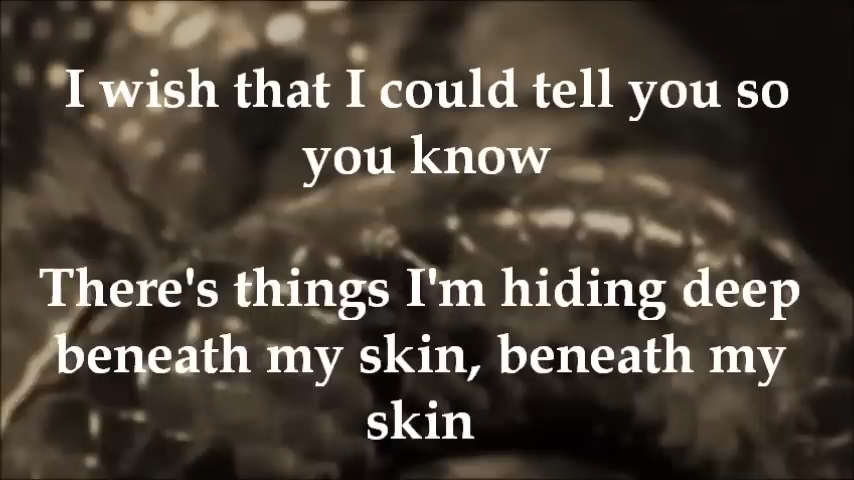 I wish that I could tell you so
you know
There's things I'm hiding deep
beneath my skin, beneath my
skin